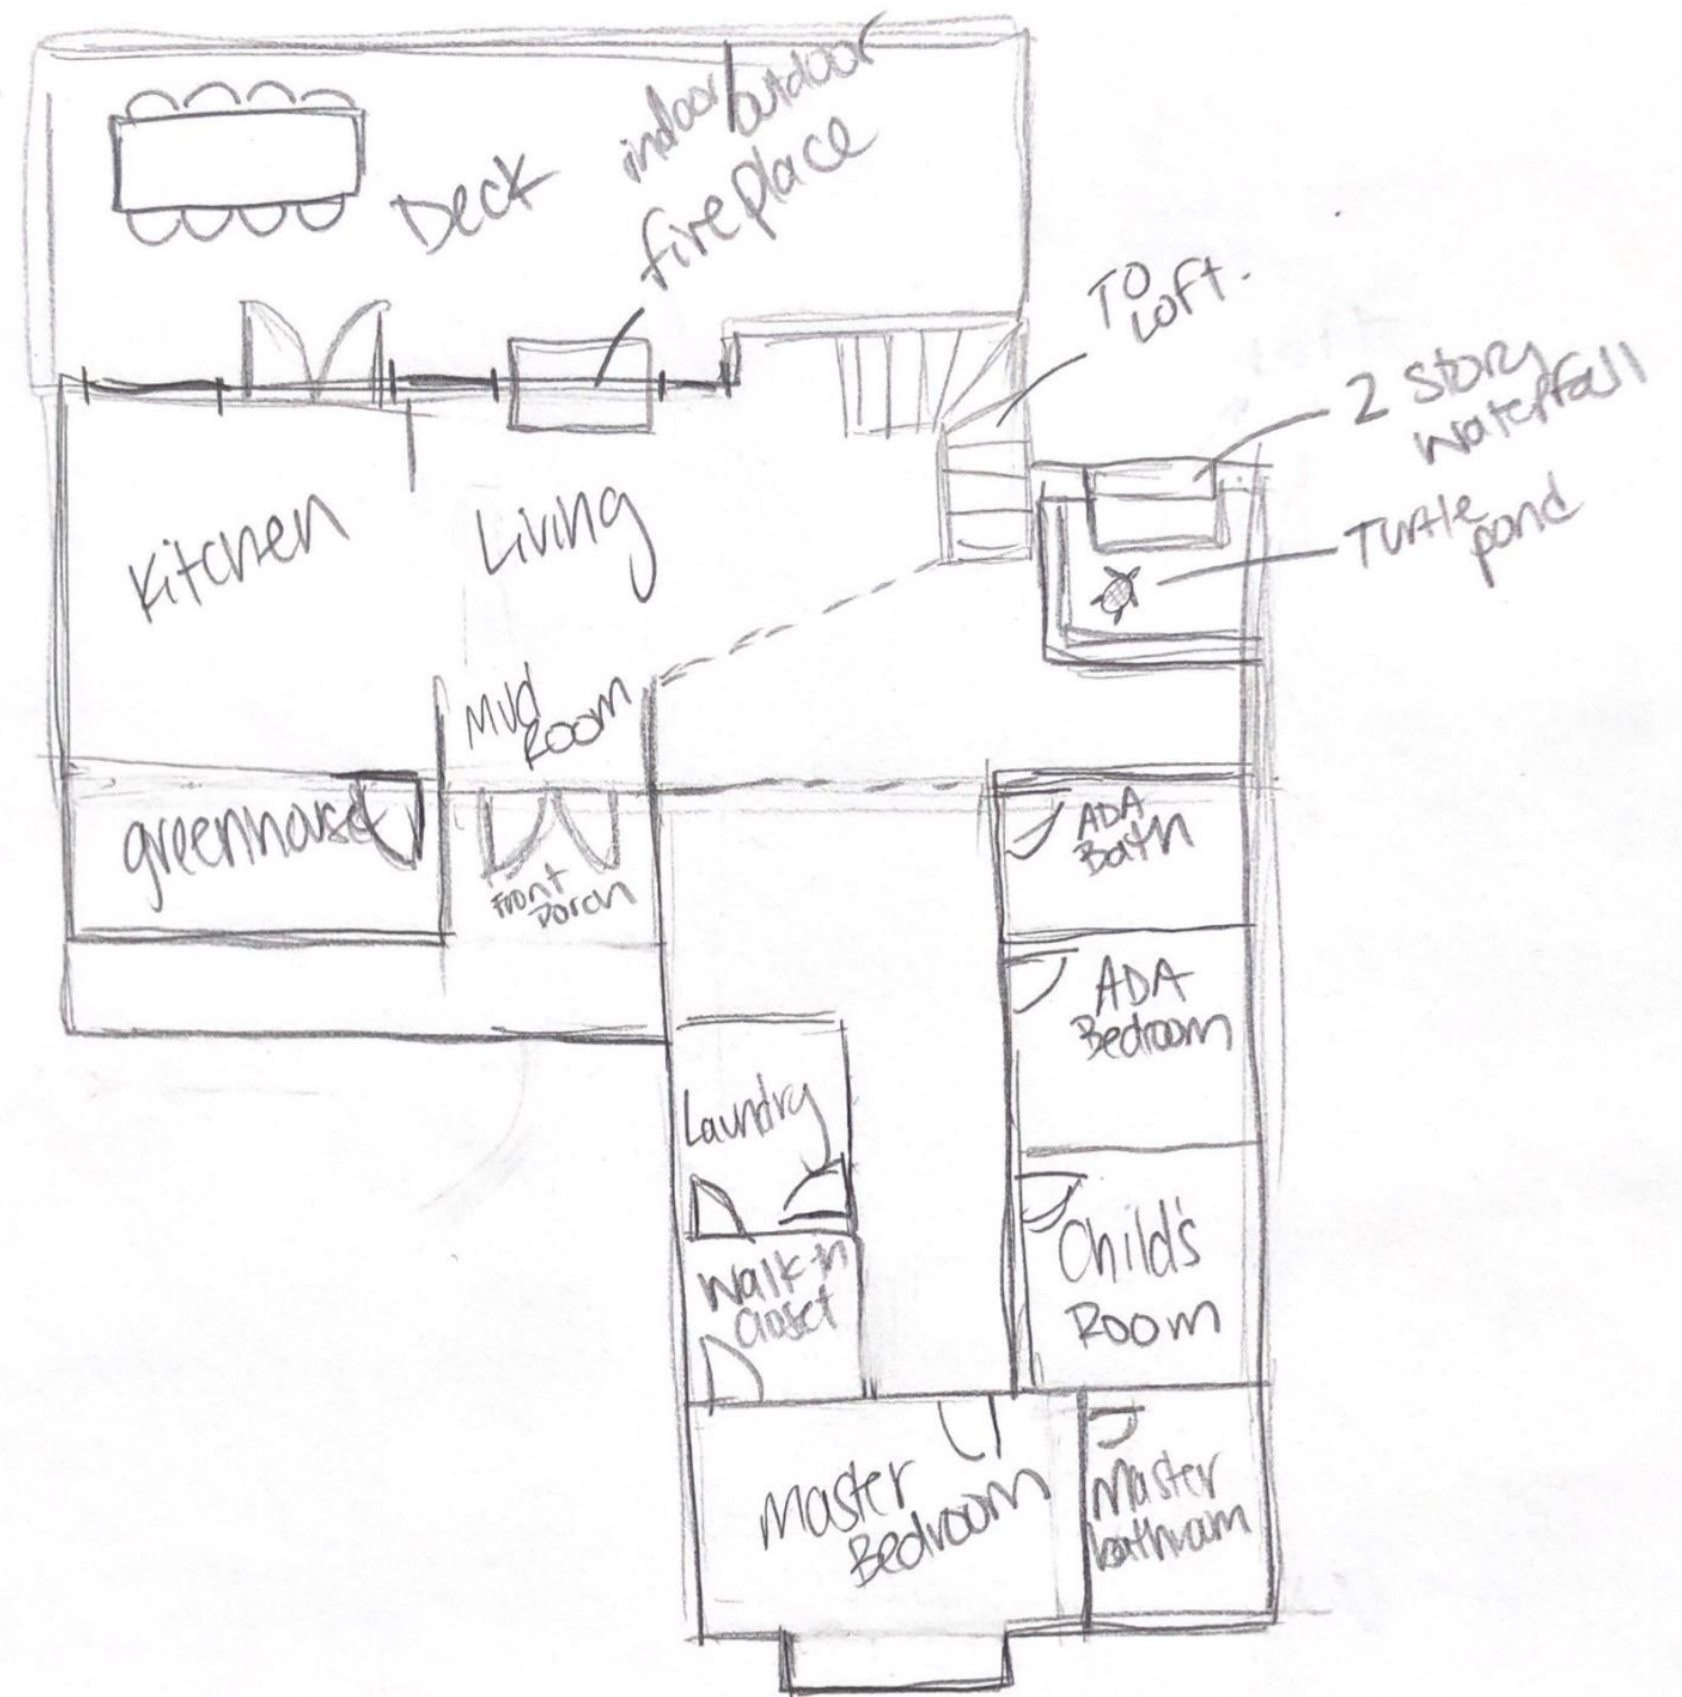 indoor/outdoor
fireplace
Deck
TO
LOFT.
2 Story
waterfall
Turtle
pond
Kitchen
Living
Mud
Room
greenhouse
Front
Porch
ADA
Bath
ADA
Bedroom
Laundry
Walk-in
closet
Child's
Room
Master
Bedroom
Master
bathroom